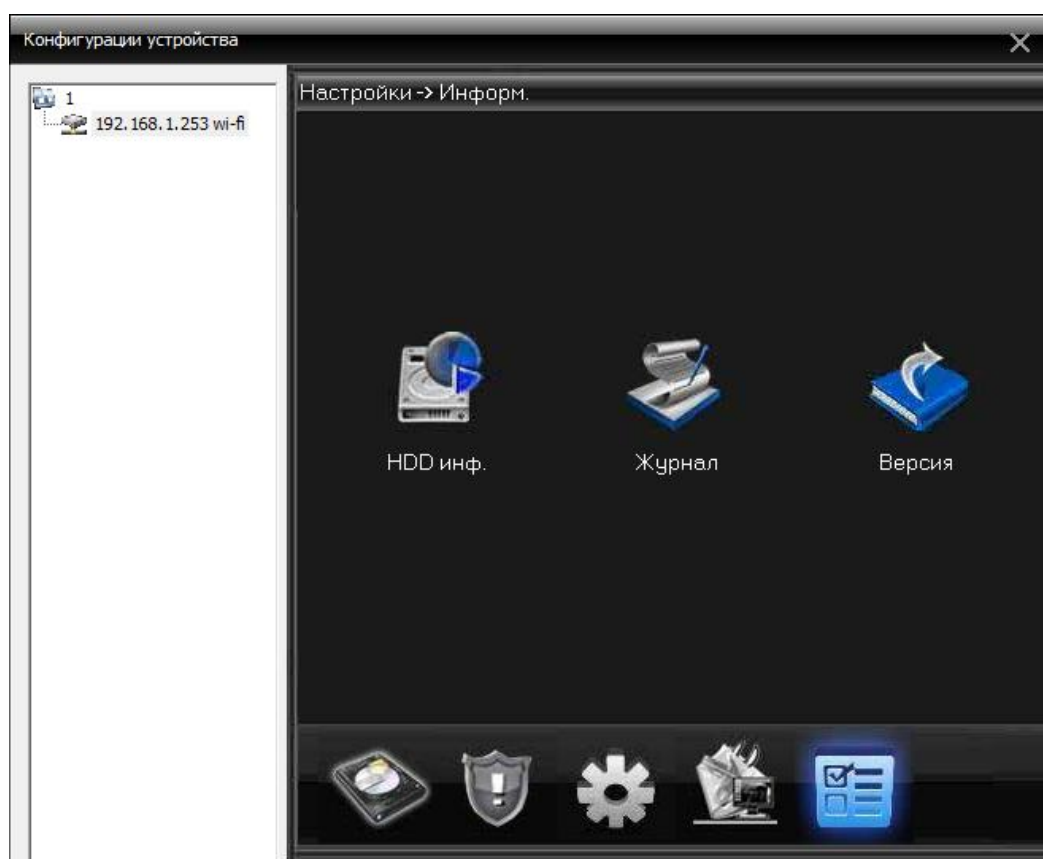 Конфигурации устройства
Настройки -> Информ.
1
192.168.1.253 wi-fi
HDD инф.
Журнал
Версия